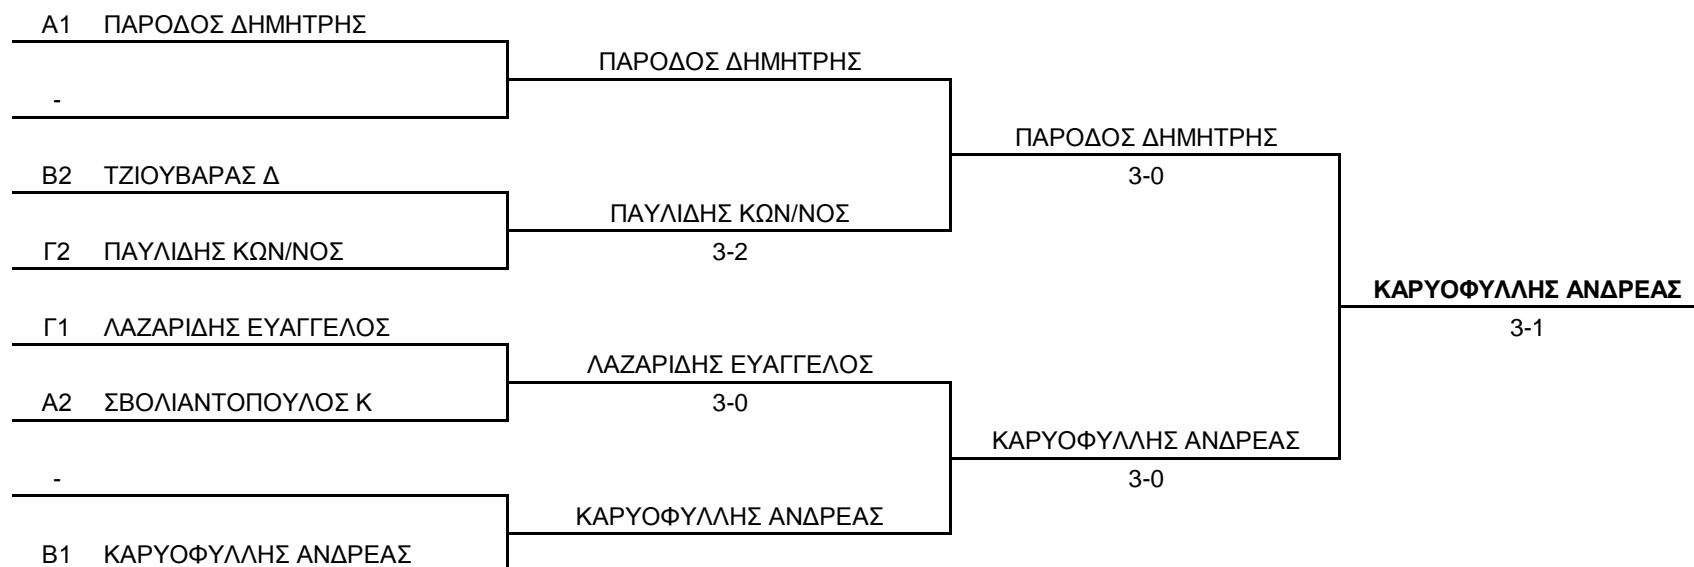 Α1 ΠΑΡΟΔΟΣ ΔΗΜΗΤΡΗΣ
ΠΑΡΟΔΟΣ ΔΗΜΗΤΡΗΣ
-
ΠΑΡΟΔΟΣ ΔΗΜΗΤΡΗΣ
Β2 ΤΖΙΟΥΒΑΡΑΣ Δ
3-0
ΠΑΥΛΙΔΗΣ ΚΩΝ/ΝΟΣ
Γ2 ΠΑΥΛΙΔΗΣ ΚΩΝ/ΝΟΣ
3-2
ΚΑΡΥΟΦΥΛΛΗΣ ΑΝΔΡΕΑΣ
Γ1 ΛΑΖΑΡΙΔΗΣ ΕΥΑΓΓΕΛΟΣ
3-1
ΛΑΖΑΡΙΔΗΣ ΕΥΑΓΓΕΛΟΣ
Α2 ΣΒΟΛΙΑΝΤΟΠΟΥΛΟΣ Κ
3-0
ΚΑΡΥΟΦΥΛΛΗΣ ΑΝΔΡΕΑΣ
-
3-0
ΚΑΡΥΟΦΥΛΛΗΣ ΑΝΔΡΕΑΣ
Β1 ΚΑΡΥΟΦΥΛΛΗΣ ΑΝΔΡΕΑΣ